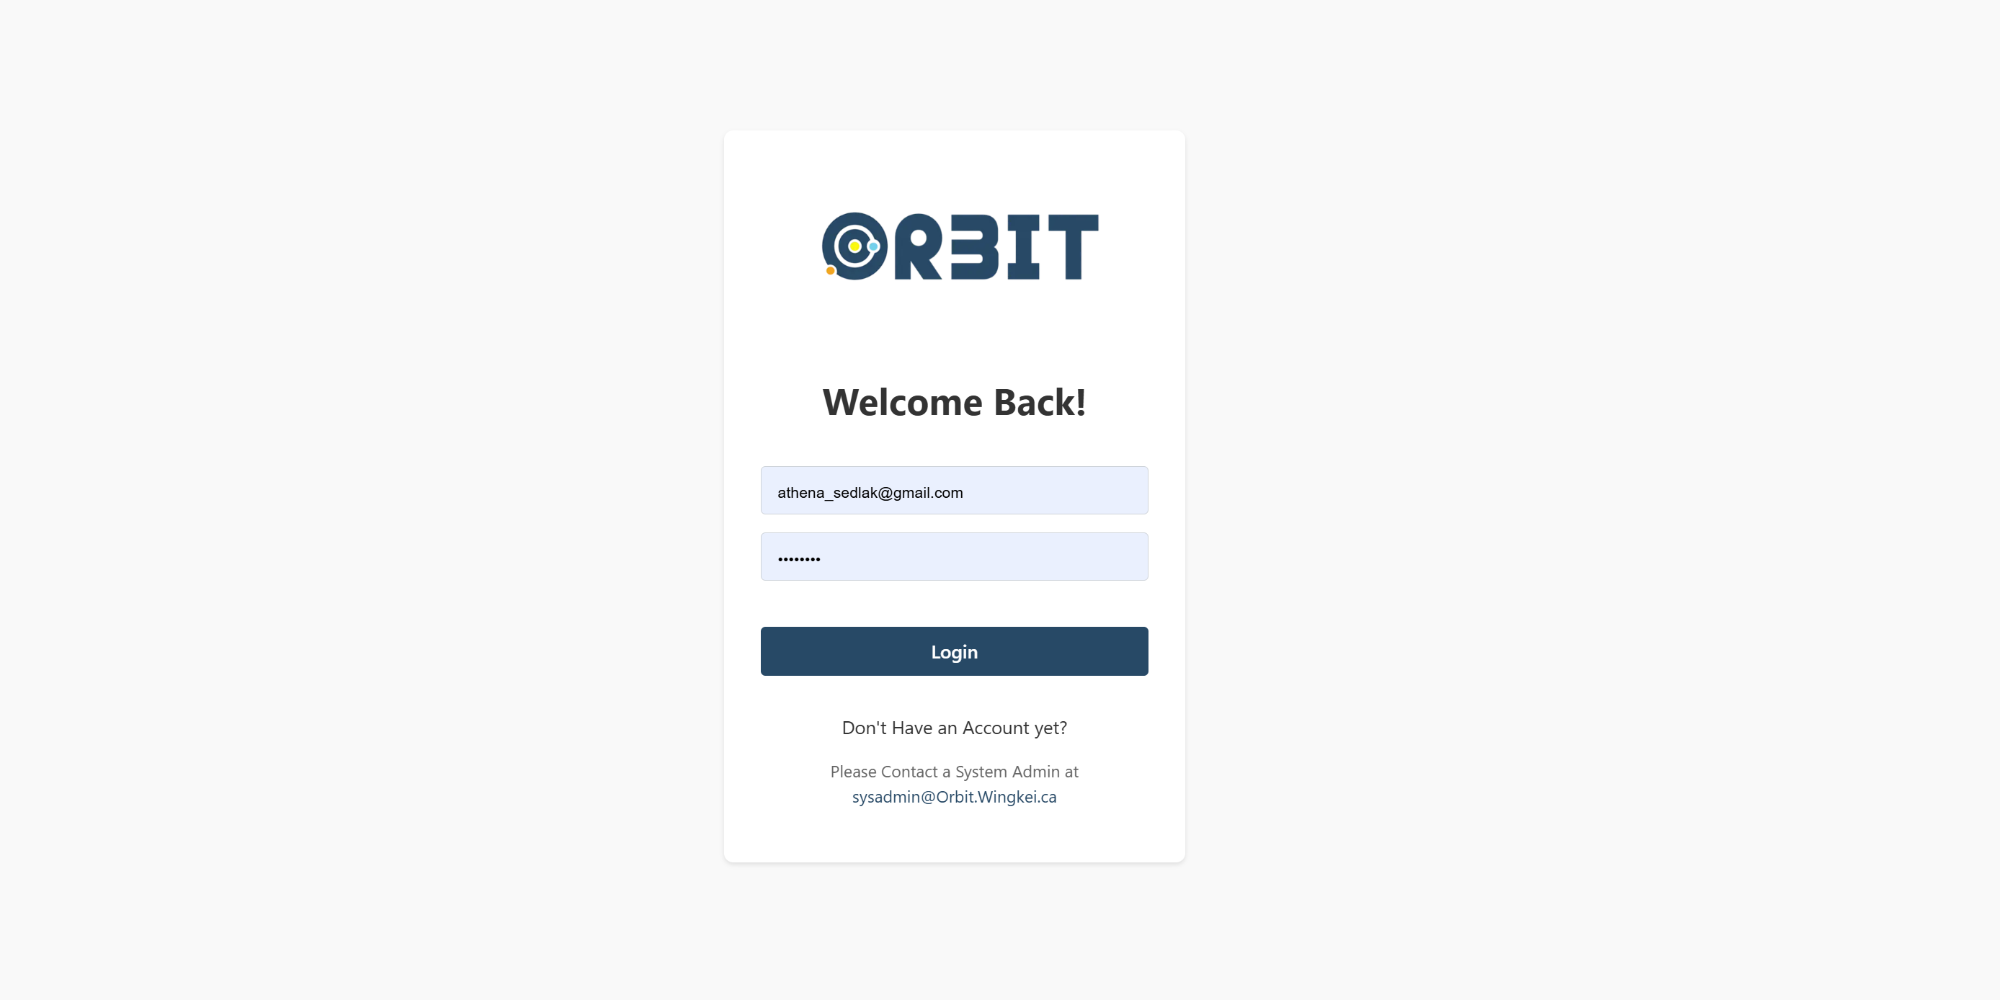 ORBIT
Welcome Back!
athena_sedlak@gmail.com
••••••••
Login
Don't Have an Account yet?
Please Contact a System Admin at
sysadmin@Orbit.Wingkei.ca